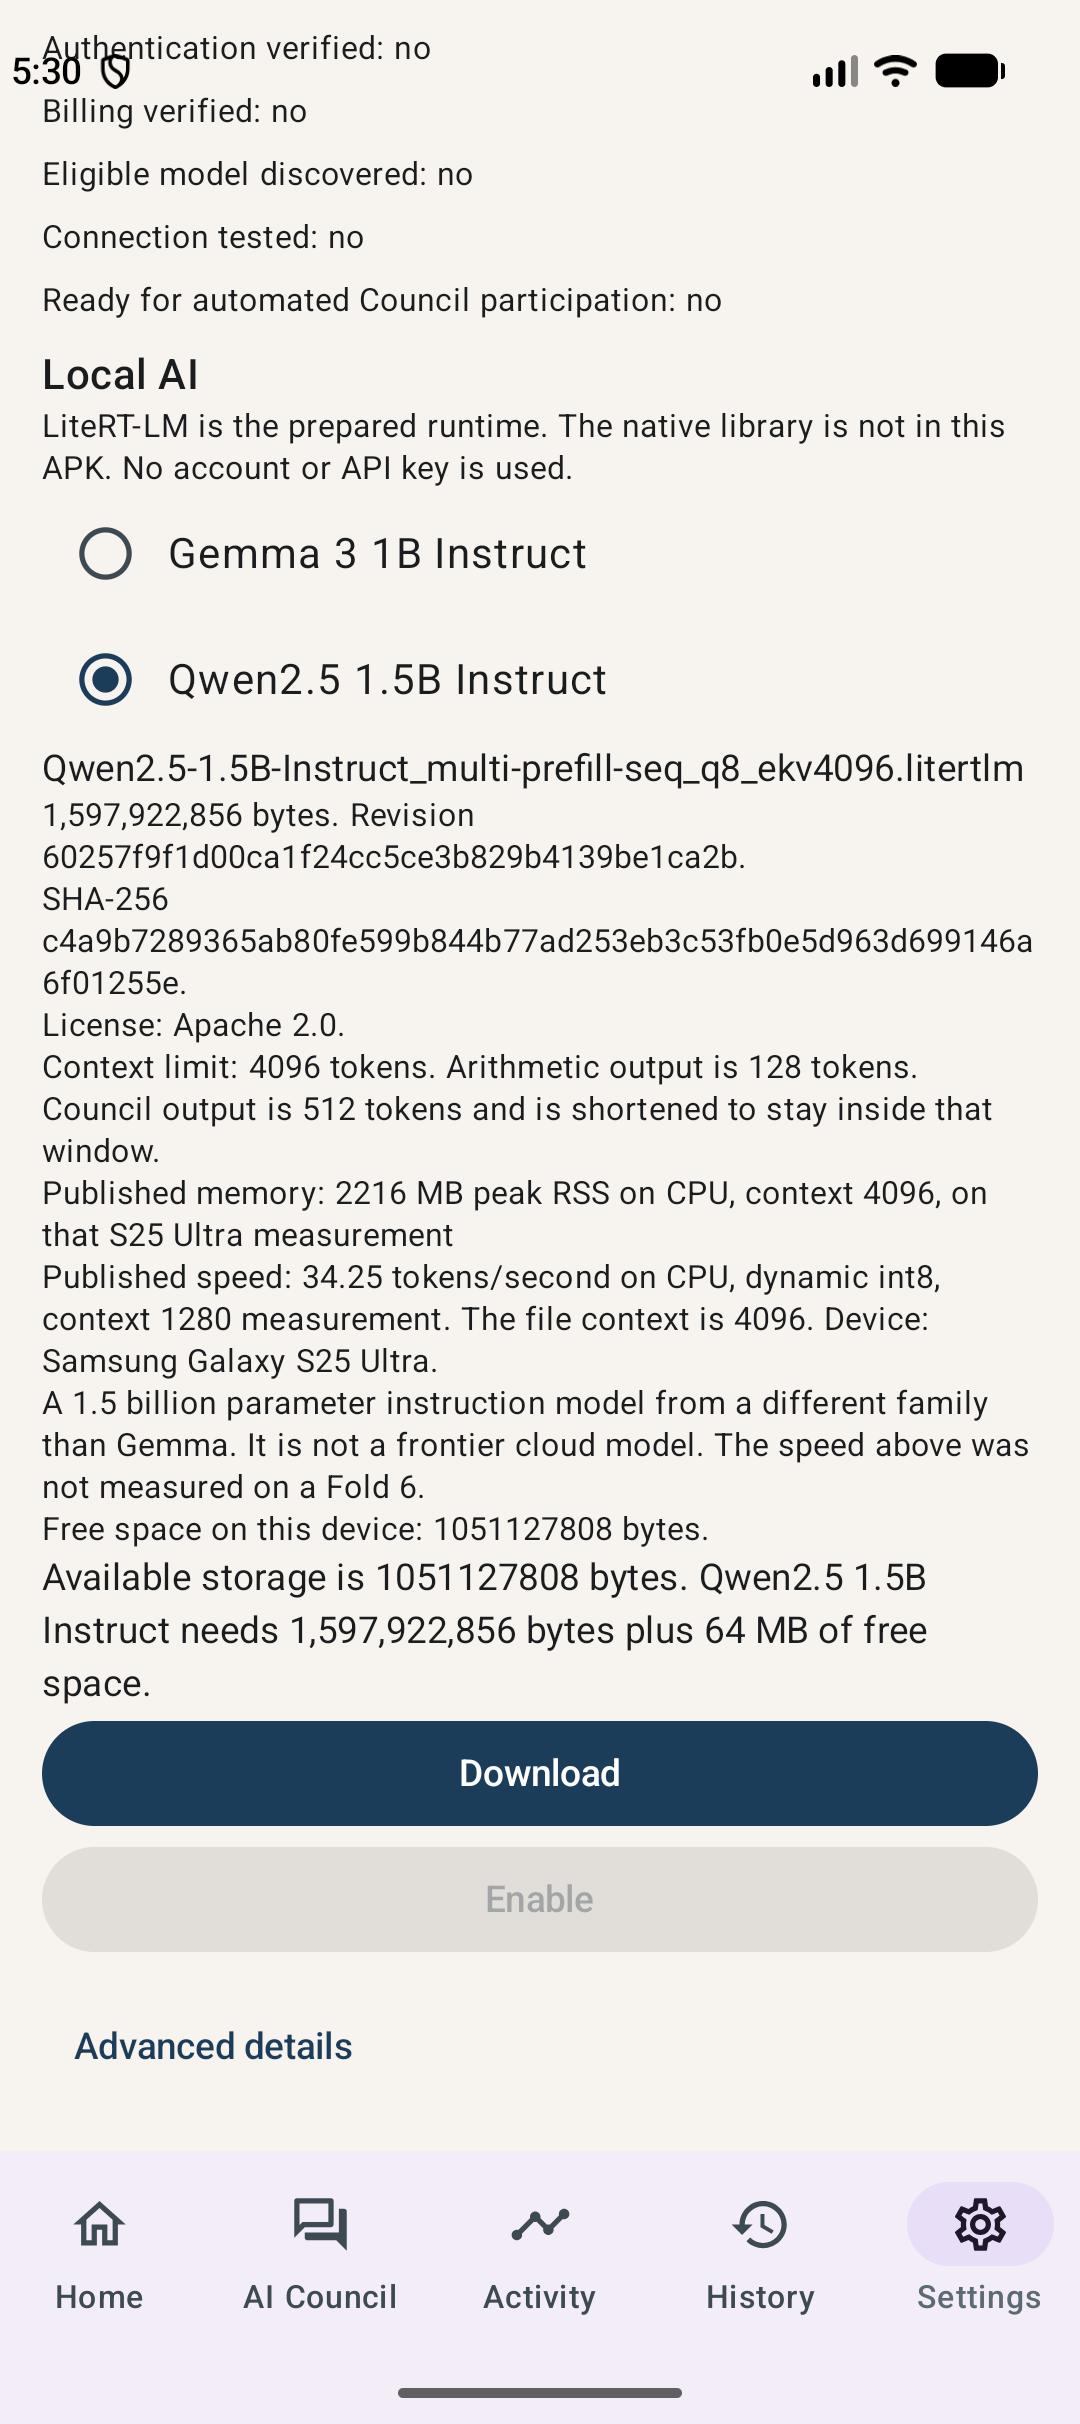 Authentication verified: no
5:30
Billing verified: no
Eligible model discovered: no
Connection tested: no
Ready for automated Council participation: no
Local AI
LiteRT-LM is the prepared runtime. The native library is not in this
APK. No account or API key is used.
Gemma 3 1B Instruct
Qwen2.5 1.5B Instruct
Qwen2.5-1.5B-Instruct_multi-prefill-seq_q8_ekv4096.litertlm
1,597,922,856 bytes. Revision
60257f9f1d00ca1f24cc5ce3b829b4139be1ca2b.
SHA-256
c4a9b7289365ab80fe599b844b77ad253eb3c53fb0e5d963d699146a
6f01255e.
License: Apache 2.0.
Context limit: 4096 tokens. Arithmetic output is 128 tokens.
Council output is 512 tokens and is shortened to stay inside that
window.
Published memory: 2216 MB peak RSS on CPU, context 4096, on
that S25 Ultra measurement
Published speed: 34.25 tokens/second on CPU, dynamic int8,
context 1280 measurement. The file context is 4096. Device:
Samsung Galaxy S25 Ultra.
A 1.5 billion parameter instruction model from a different family
than Gemma. It is not a frontier cloud model. The speed above was
not measured on a Fold 6.
Free space on this device: 1051127808 bytes.
Available storage is 1051127808 bytes. Qwen2.5 1.5B
Instruct needs 1,597,922,856 bytes plus 64 MB of free
space.
Download
Enable
Advanced details
Home
AI Council
Activity
History
Settings